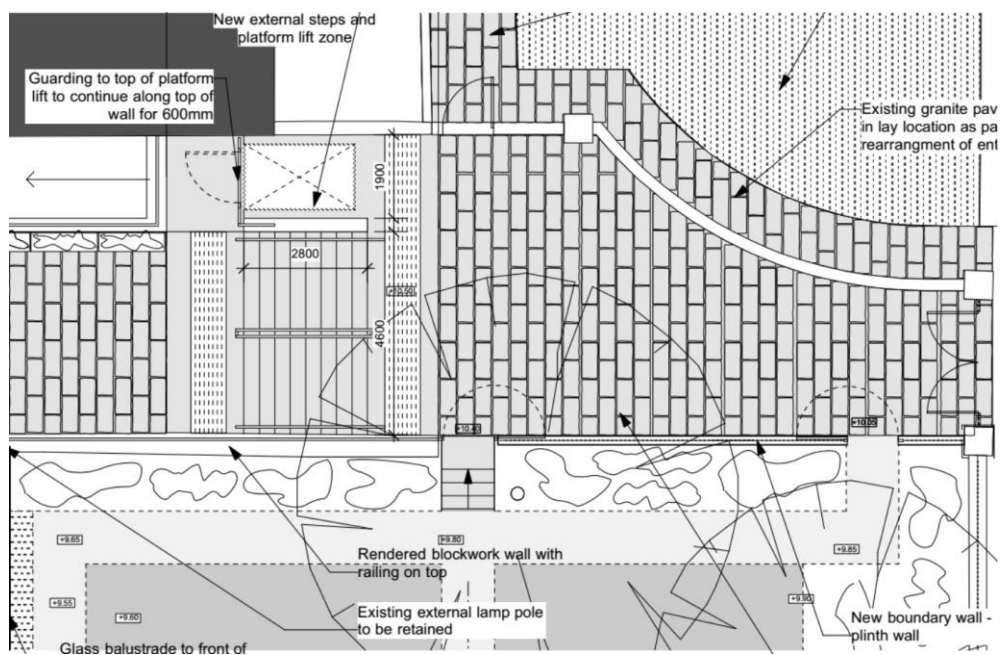 New external steps and
platform lift zone
Guarding to top of platform
lift to continue along top of
wall for 600mm
Existing granite pav
in lay location as pa
rearrangment of ent
1900
2800
+10.50
4600
+10.40
+10.05
+9.65
+9.80
+9.85
Rendered blockwork wall with
railing on top
+9.55
+9.60
Existing external lamp pole
to be retained
+9.90
New boundary wall -
plinth wall
Glass balustrade to front of